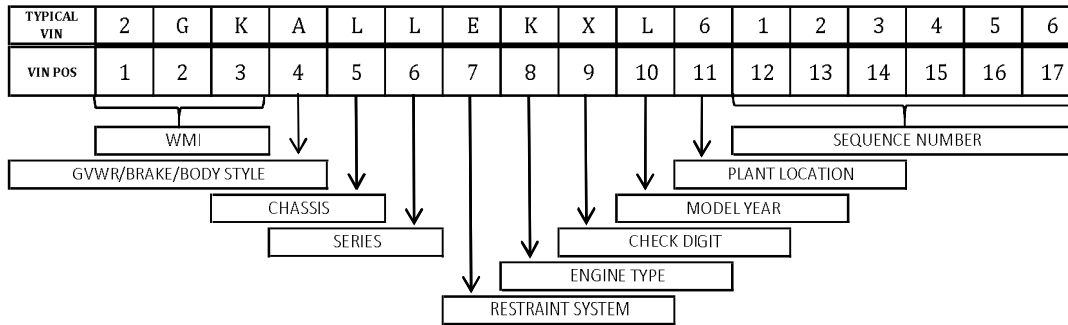 TYPICAL VIN 2 G K A L L E K X L 6 1 2 3 4 5 6
VIN POS 1 2 3 4 5 6 7 8 9 10 11 12 13 14 15 16 17
WMI SEQUENCE NUMBER
GVWR/BRAKE/BODY STYLE PLANT LOCATION
CHASSIS MODEL YEAR
SERIES CHECK DIGIT
ENGINE TYPE
RESTRAINT SYSTEM